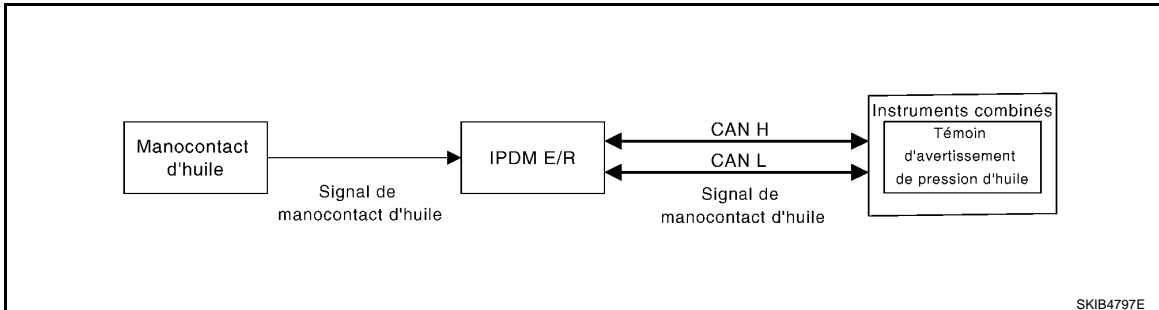 Manocontact
d'huile
Signal de
manocontact d'huile
IPDM E/R
CAN H
CAN L
Signal de
manocontact d'huile
Instruments combinés
Témoin
d'avertissement
de pression d'huile
SKIB4797E